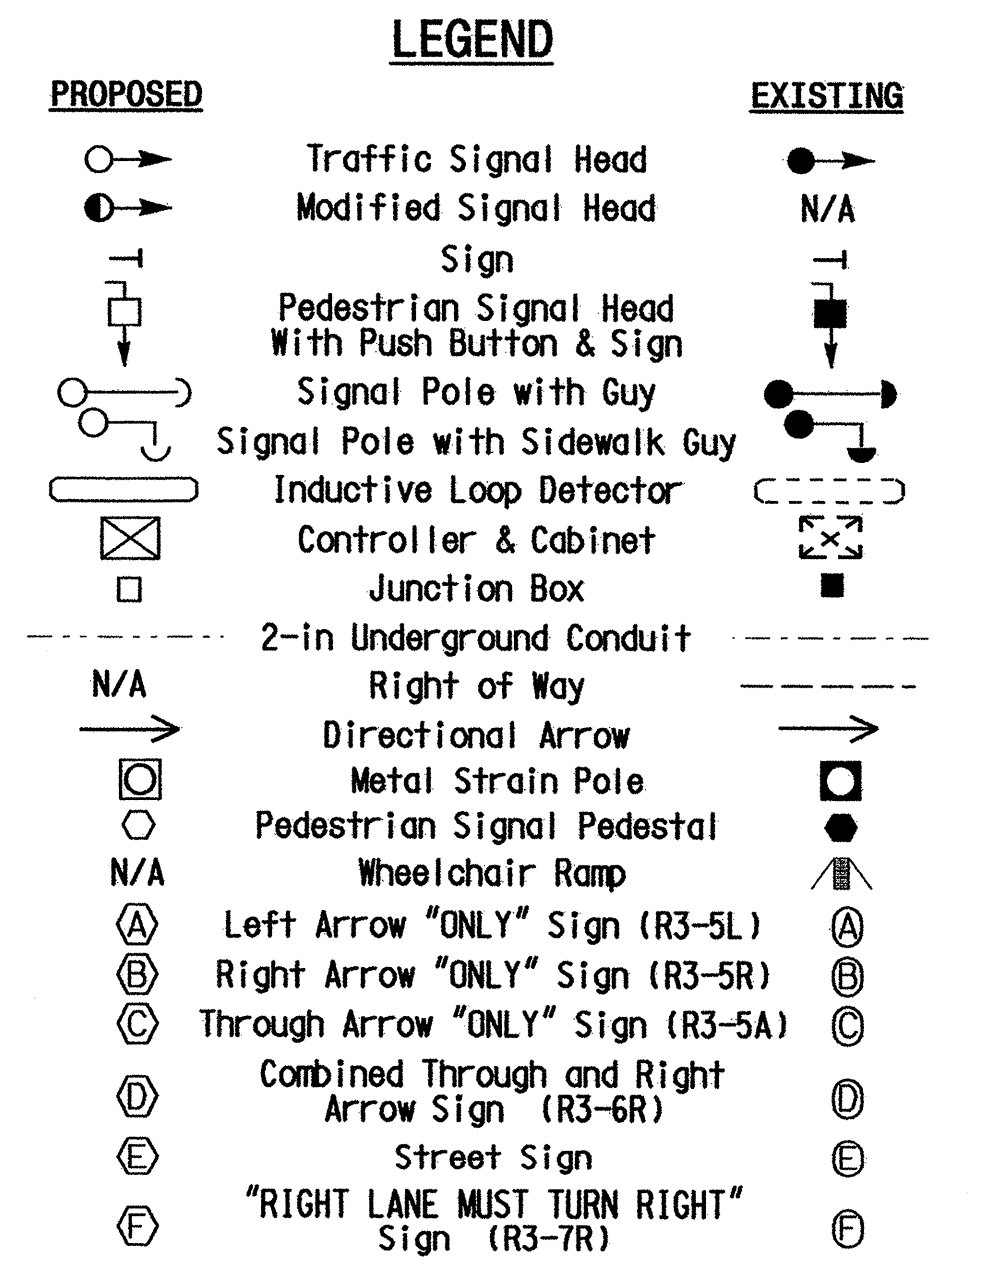 LEGEND
PROPOSED EXISTING
Traffic Signal Head
Modified Signal Head N/A
Sign
Pedestrian Signal Head
With Push Button & Sign
Signal Pole with Guy
Signal Pole with Sidewalk Guy
Inductive Loop Detector
Controller & Cabinet
Junction Box
2-in Underground Conduit
N/A Right of Way
Directional Arrow
Metal Strain Pole
Pedestrian Signal Pedestal
N/A Wheelchair Ramp
A Left Arrow "ONLY" Sign (R3-5L) A
B Right Arrow "ONLY" Sign (R3-5R) B
C Through Arrow "ONLY" Sign (R3-5A) C
Combined Through and Right
D Arrow Sign (R3-6R) D
E Street Sign E
"RIGHT LANE MUST TURN RIGHT"
F Sign (R3-7R) F